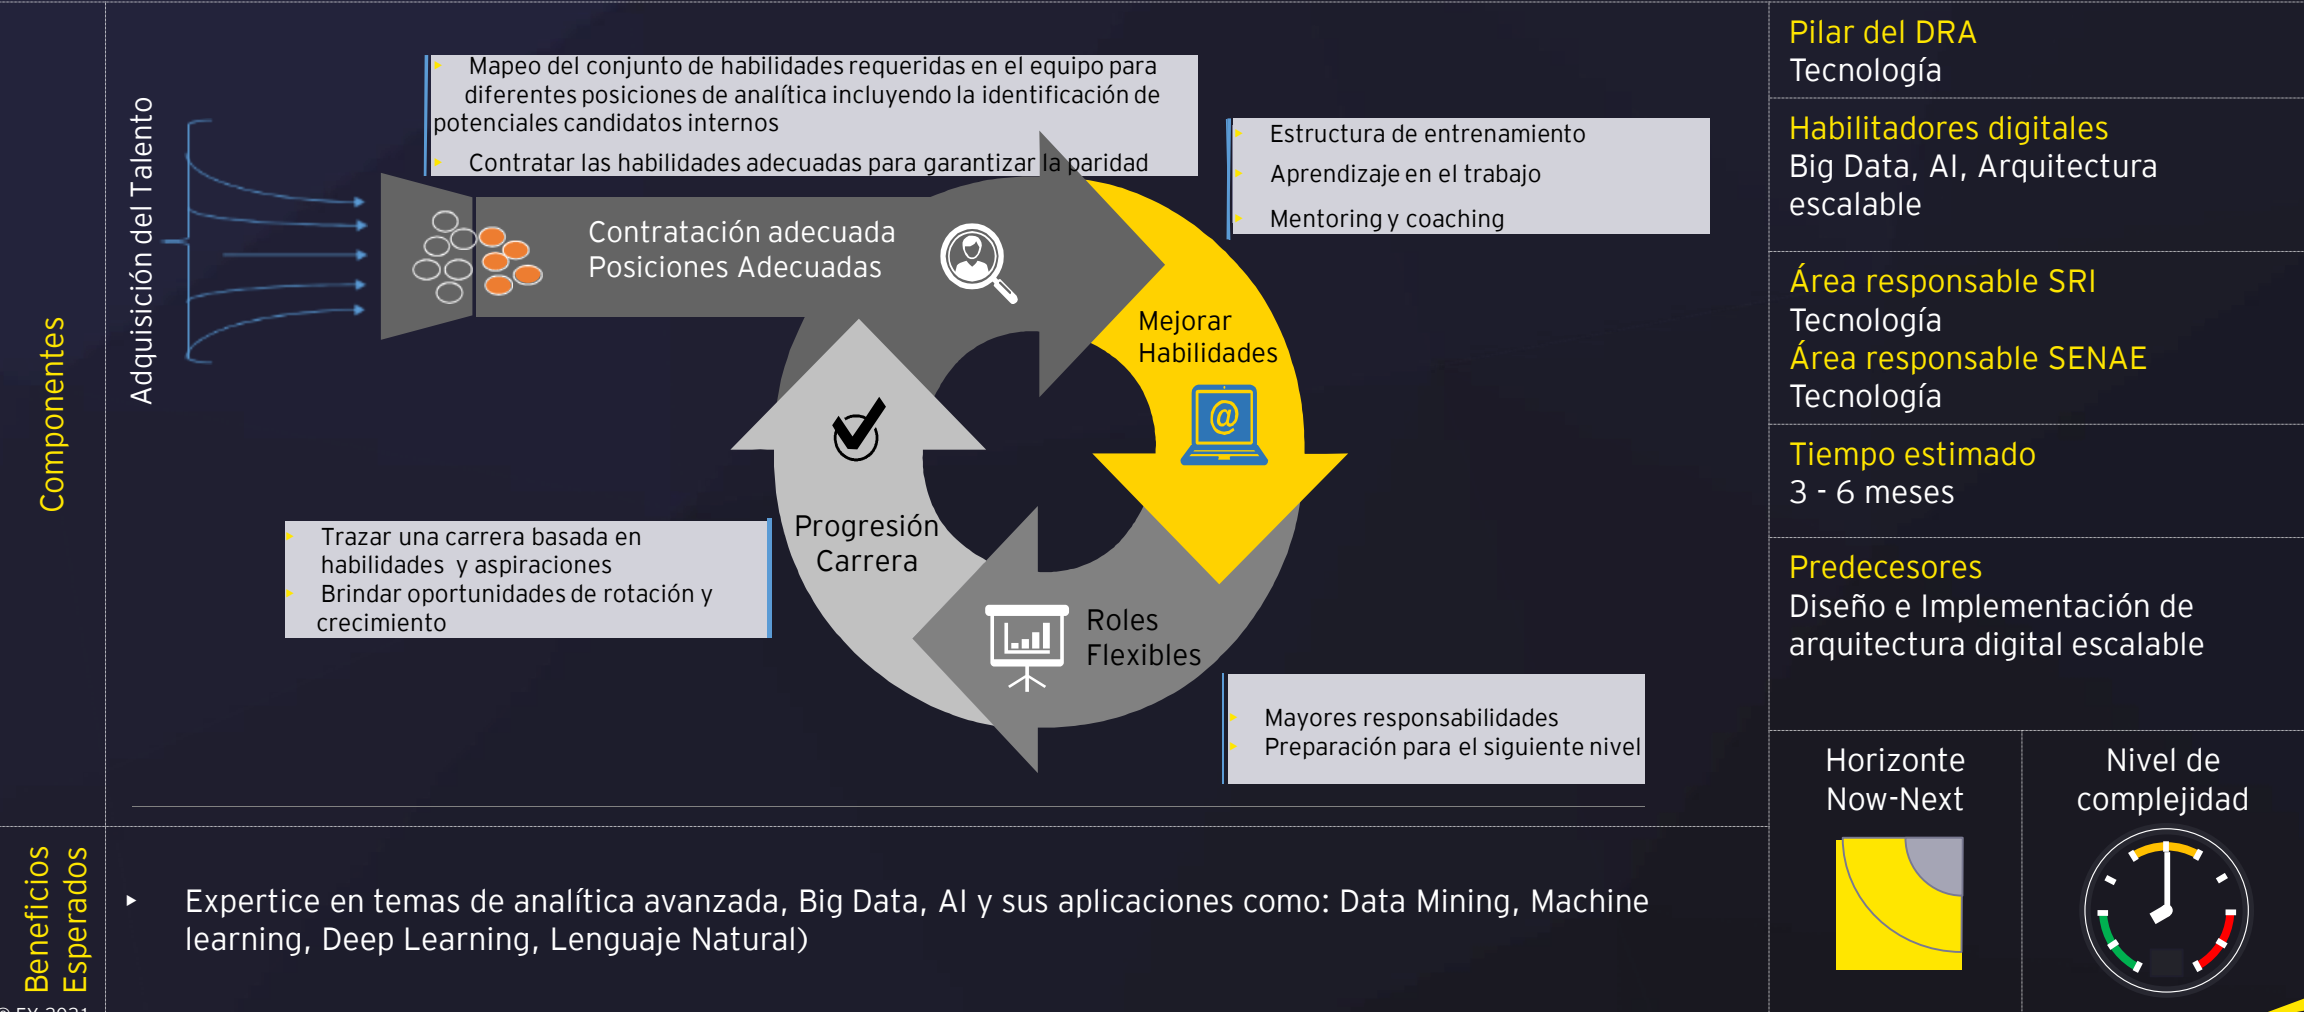 Componentes
Adquisición del Talento
Mapeo del conjunto de habilidades requeridas en el equipo para
diferentes posiciones de analítica incluyendo la identificación de
potenciales candidatos internos
Contratar las habilidades adecuadas para garantizar la paridad
Contratación adecuada
Posiciones Adecuadas
Estructura de entrenamiento
Aprendizaje en el trabajo
Mentoring y coaching
Mejorar
Habilidades
@
Progresión
Carrera
Trazar una carrera basada en
habilidades y aspiraciones
Brindar oportunidades de rotación y
crecimiento
Roles
Flexibles
Mayores responsabilidades
Preparación para el siguiente nivel
Beneficios
Esperados
Expertice en temas de analítica avanzada, Big Data, AI y sus aplicaciones como: Data Mining, Machine
learning, Deep Learning, Lenguaje Natural)
Pilar del DRA
Tecnología
Habilitadores digitales
Big Data, AI, Arquitectura
escalable
Área responsable SRI
Tecnología
Área responsable SENAE
Tecnología
Tiempo estimado
3 - 6 meses
Predecesores
Diseño e Implementación de
arquitectura digital escalable
Horizonte
Now-Next
Nivel de
complejidad
© EY 2021